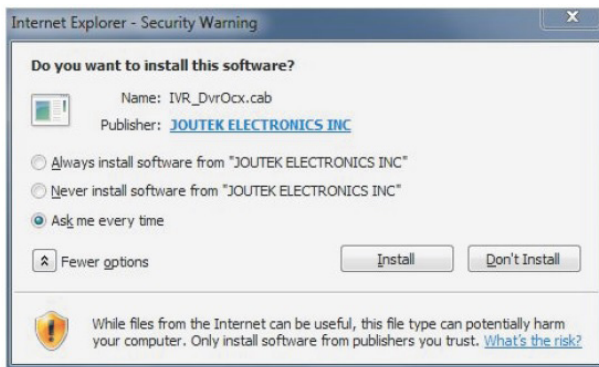 Internet Explorer - Security Warning
X
Do you want to install this software?
Name: IVR_DvrOcx.cab
Publisher: JOUTEK ELECTRONICS INC
Always install software from "JOUTEK ELECTRONICS INC"
Never install software from "JOUTEK ELECTRONICS INC"
Ask me every time
Fewer options
Install
Don't Install
While files from the Internet can be useful, this file type can potentially harm
your computer. Only install software from publishers you trust. What's the risk?